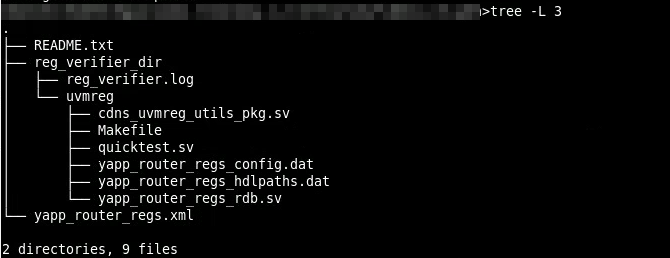 >tree -L 3
.
├── README.txt
├── reg_verifier_dir
│   ├── reg_verifier.log
│   └── uvmreg
│       ├── cdns_uvmreg_utils_pkg.sv
│       ├── Makefile
│       ├── quicktest.sv
│       ├── yapp_router_regs_config.dat
│       ├── yapp_router_regs_hdlpaths.dat
│       └── yapp_router_regs_rdb.sv
└── yapp_router_regs.xml
2 directories, 9 files